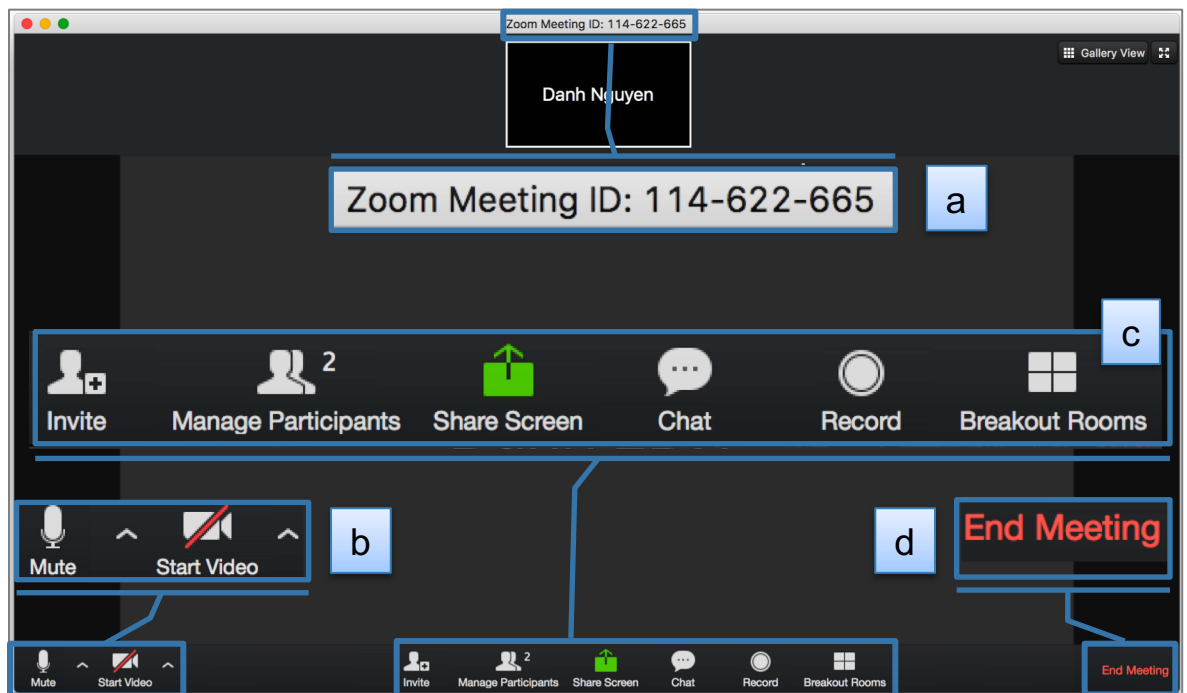 Zoom Meeting ID: 114-622-665
Gallery View
Danh Nguyen
Zoom Meeting ID: 114-622-665
a
c
2
Invite Manage Participants Share Screen Chat Record Breakout Rooms
b
d
End Meeting
Mute Start Video
2
Mute Start Video Invite Manage Participants Share Screen Chat Record Breakout Rooms End Meeting